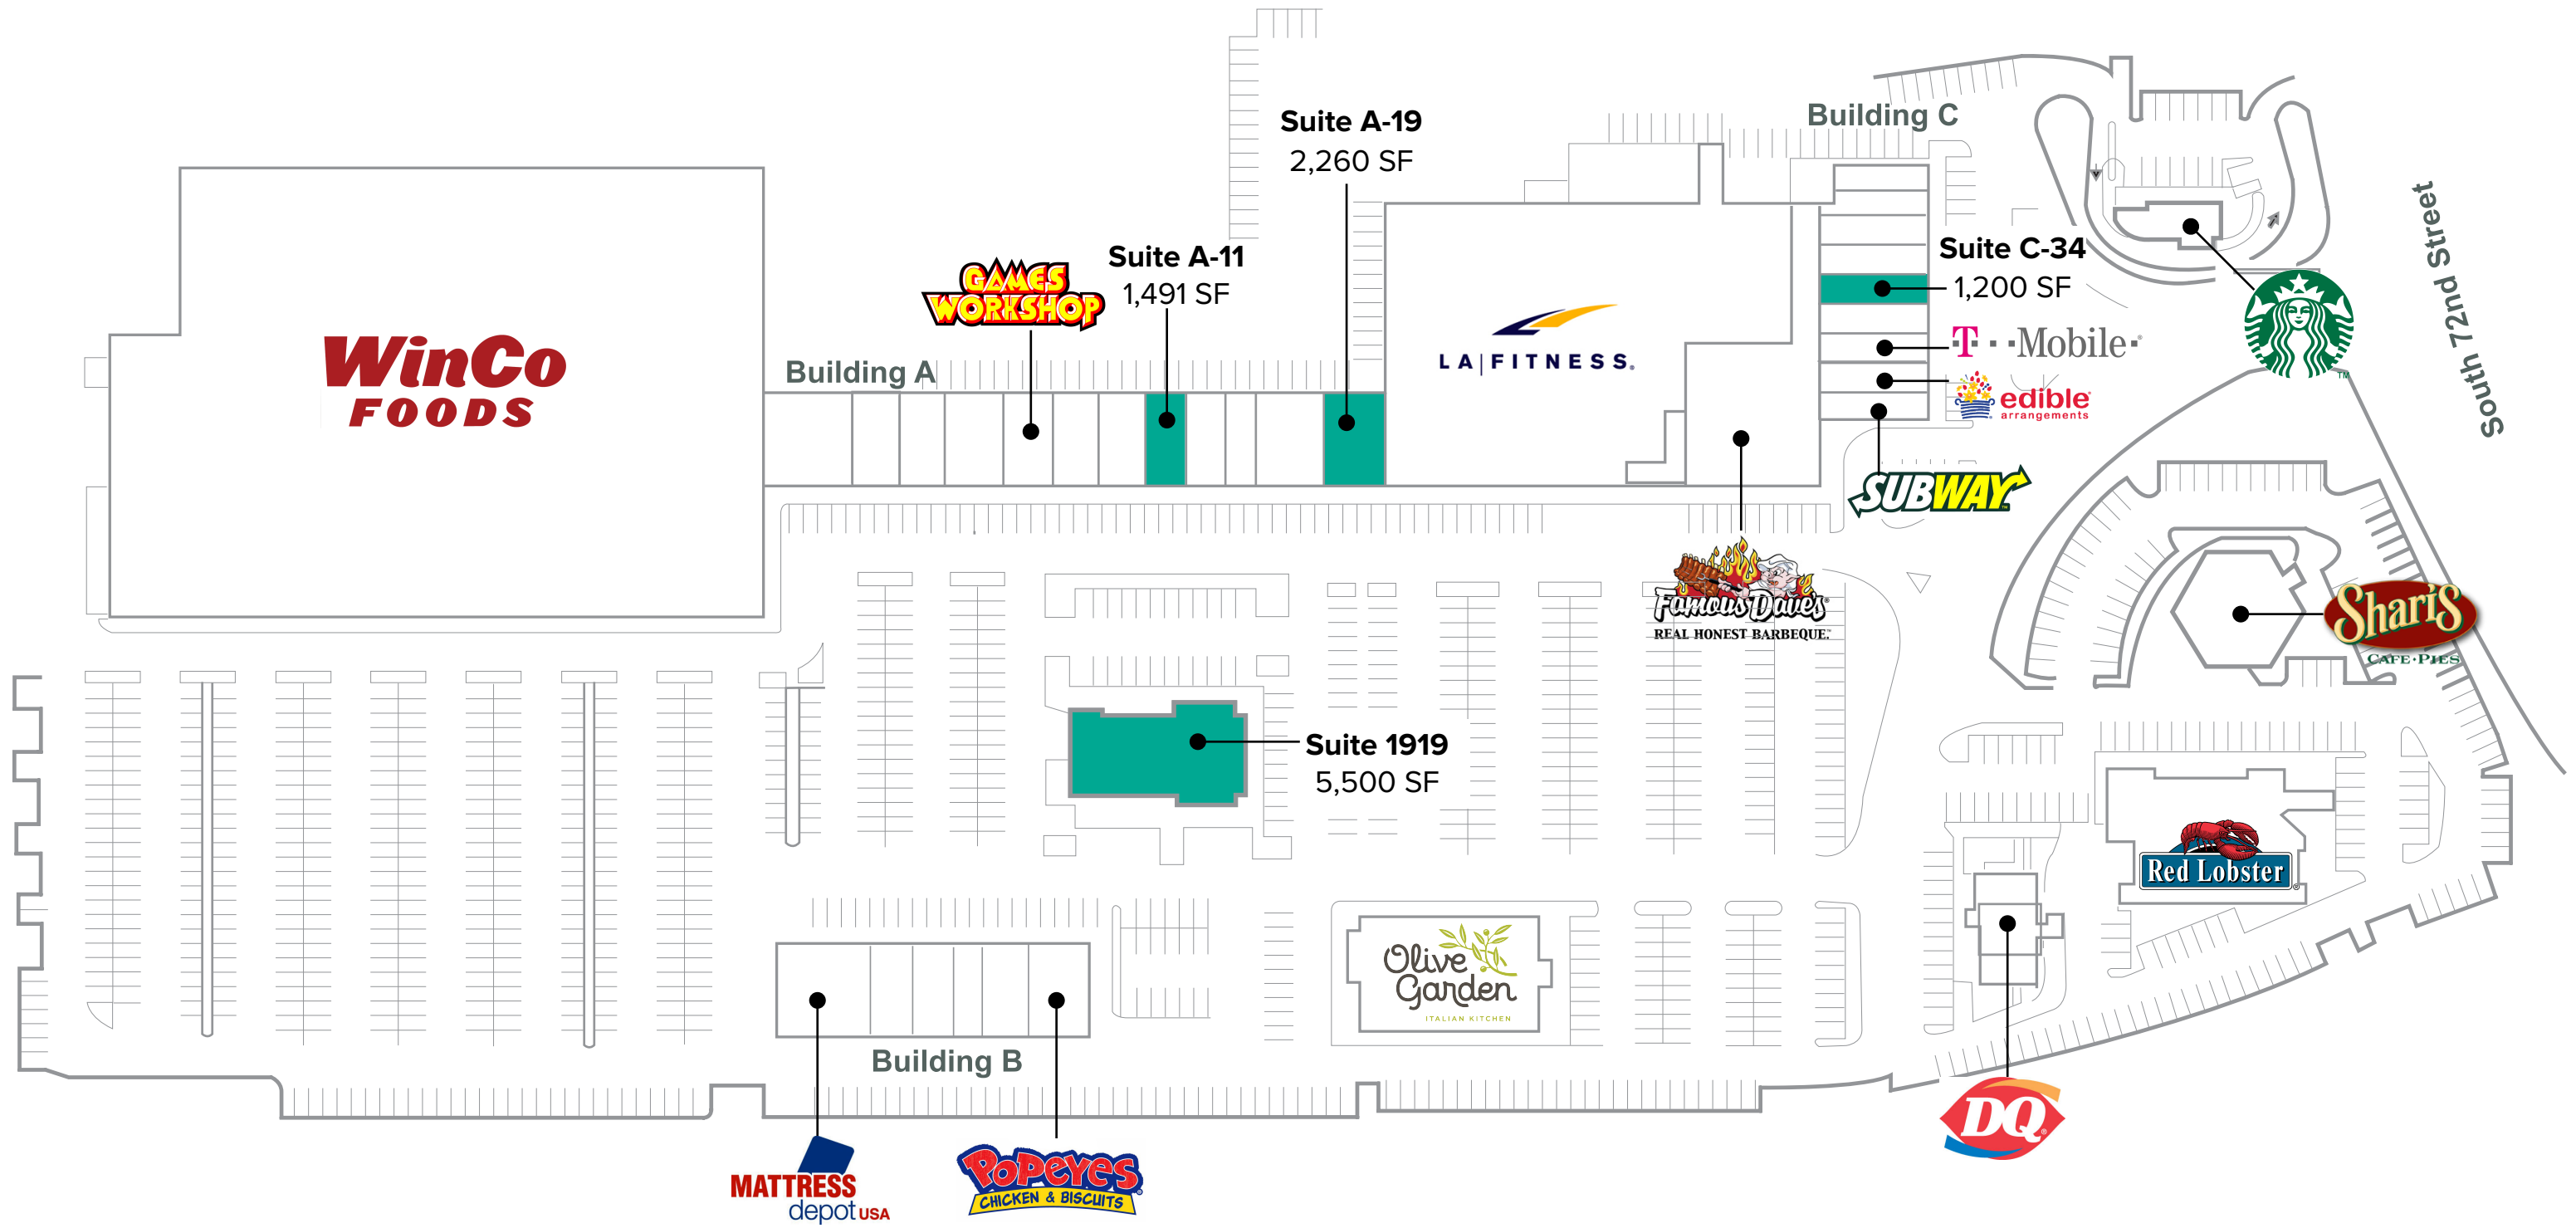 Building C
Suite A-19
2,260 SF
South 72nd Street
Suite C-34
1,200 SF
GAMES
WORKSHOP
Suite A-11
1,491 SF
T··Mobile·®
LA|FITNESS®
WinCo
FOODS
Building A
TM
edible®
arrangements
SUBWAY
Famous Dave's®
REAL HONEST BARBEQUE™
Shari's
CAFE·PIES
Suite 1919
5,500 SF
Red Lobster®
Olive
Garden
ITALIAN KITCHEN
Building B
DQ®
MATTRESS
depot USA
POPEYES®
CHICKEN & BISCUITS